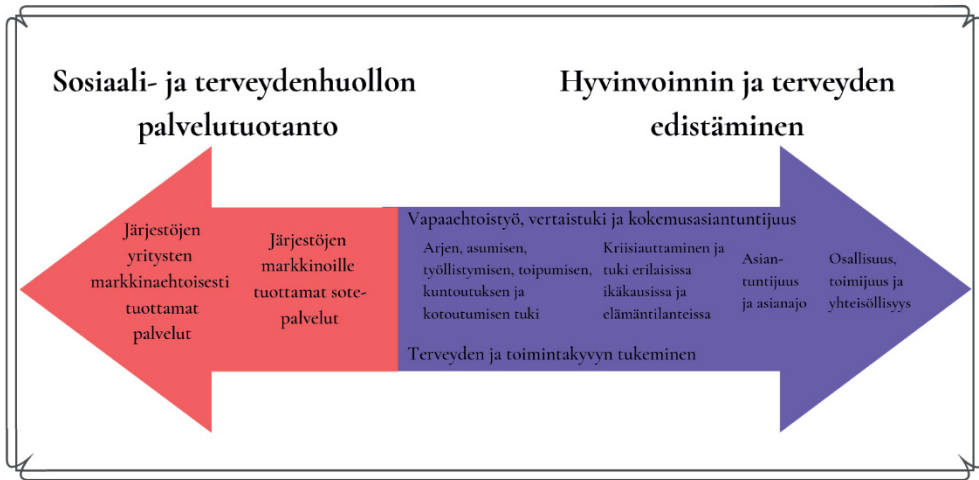 Sosiaali- ja terveydenhuollon
palvelutuotanto
Hyvinvoinnin ja terveyden
edistäminen
Järjestöjen
yritysten
markkinaehtoisesti
tuottamat
palvelut
Järjestöjen
markkinoille
tuottamat sote-
palvelut
Vapaaehtoistyö, vertaistuki ja kokemusasiantuntijuus
Arjen, asumisen,
työllistymisen, toipumisen,
kuntoutuksen ja
kotoutumisen tuki
Kriisiauttaminen ja
tuki erilaisissa
ikäkausissa ja
elämäntilanteissa
Asian-
tuntijuus
ja asianajo
Osallisuus,
toimijuus ja
yhteisöllisyys
Terveyden ja toimintakyvyn tukeminen